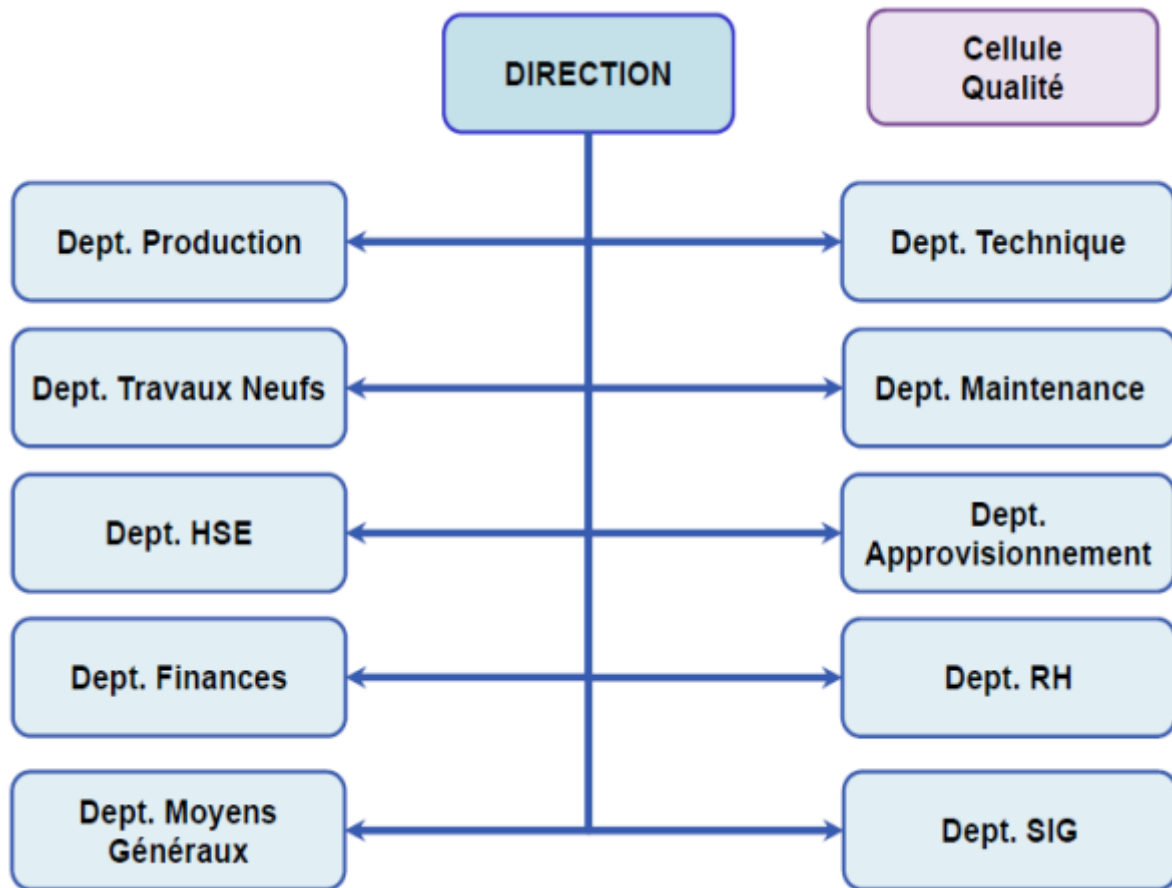 DIRECTION
Cellule
Qualité
Dept. Production
Dept. Technique
Dept. Travaux Neufs
Dept. Maintenance
Dept. HSE
Dept.
Approvisionnement
Dept. Finances
Dept. RH
Dept. Moyens
Généraux
Dept. SIG